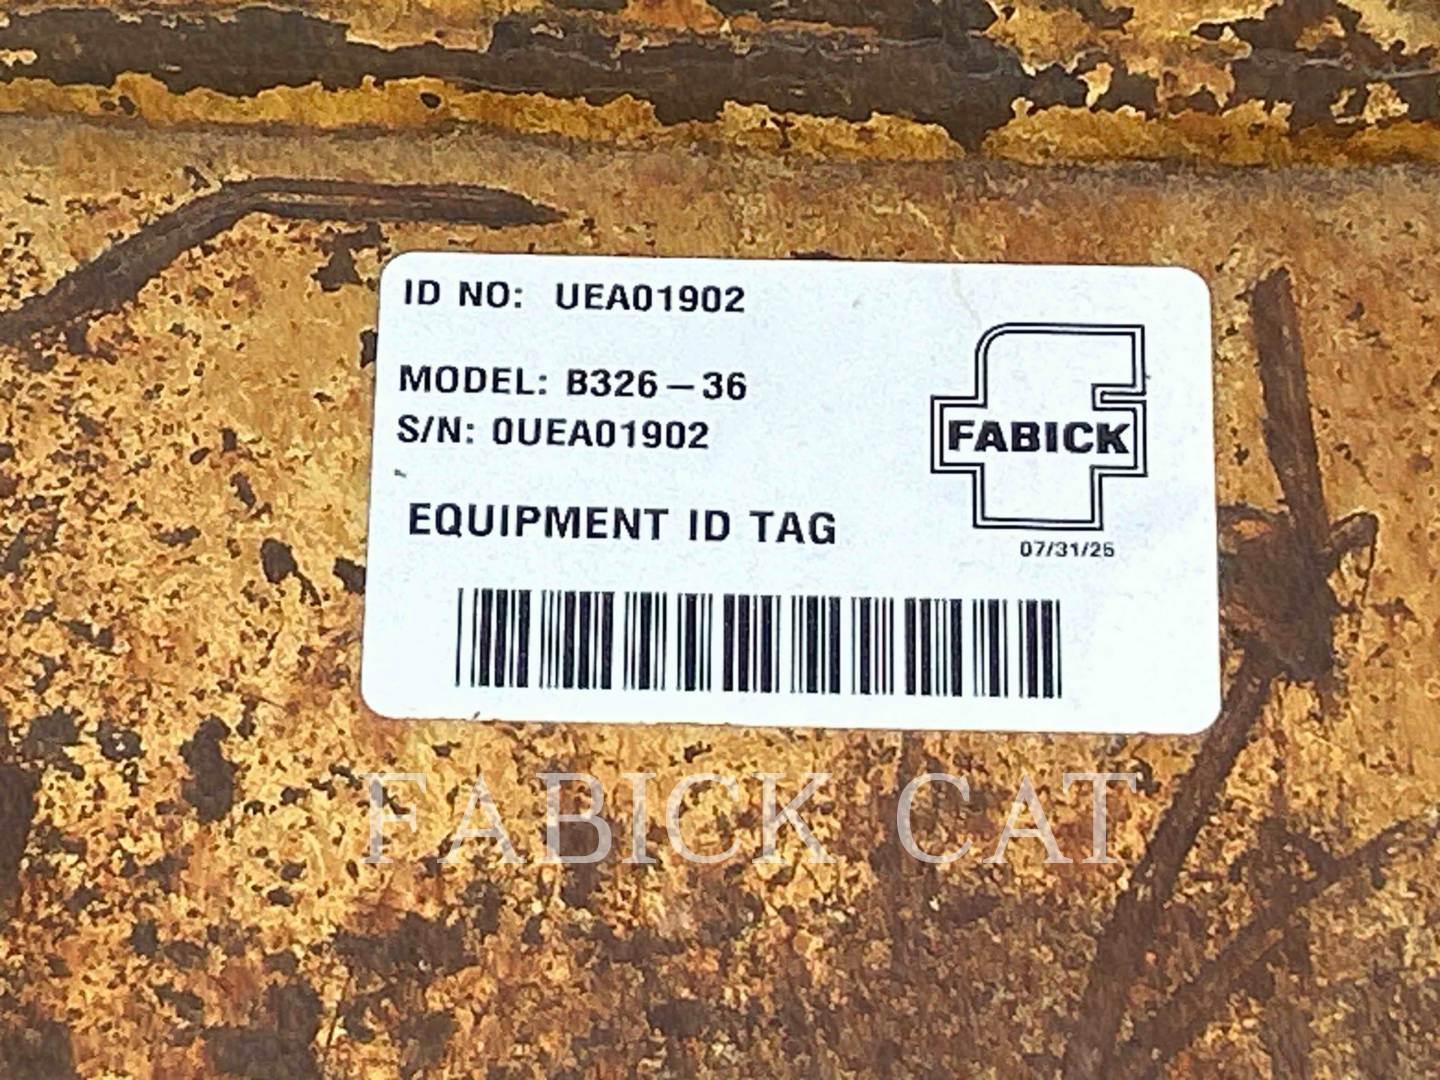 ID NO: UEA01902
MODEL: B326-36
S/N: 0UEA01902
FABICK
EQUIPMENT ID TAG
07/31/25
FABICK CAT